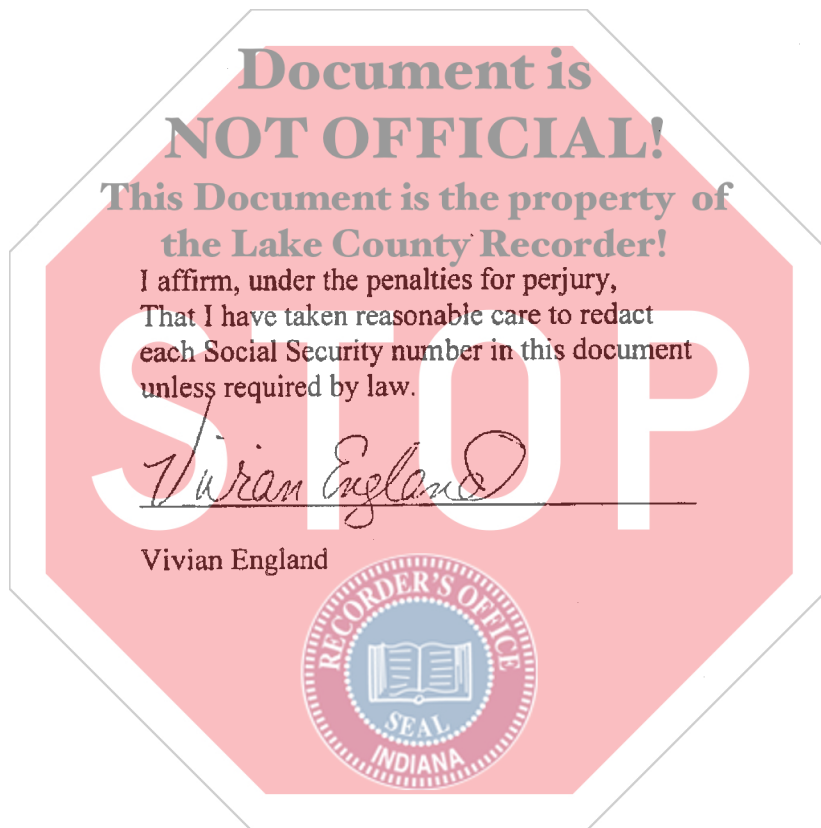 Document is
NOT OFFICIAL!
This Document is the property of
the Lake County Recorder!
I affirm, under the penalties for perjury,
That I have taken reasonable care to redact
each Social Security number in this document
unless required by law.
STOP
Vivian England
Vivian England
RECORDER'S OFFICE
SEAL
INDIANA